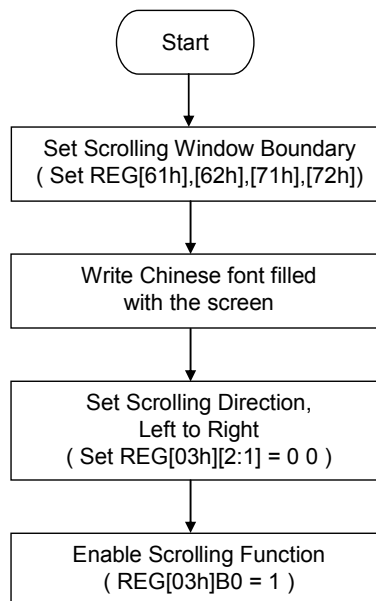 Start
Set Scrolling Window Boundary
( Set REG[61h],[62h],[71h],[72h])
Write Chinese font filled
with the screen
Set Scrolling Direction,
Left to Right
( Set REG[03h][2:1] = 0 0 )
Enable Scrolling Function
( REG[03h]B0 = 1 )